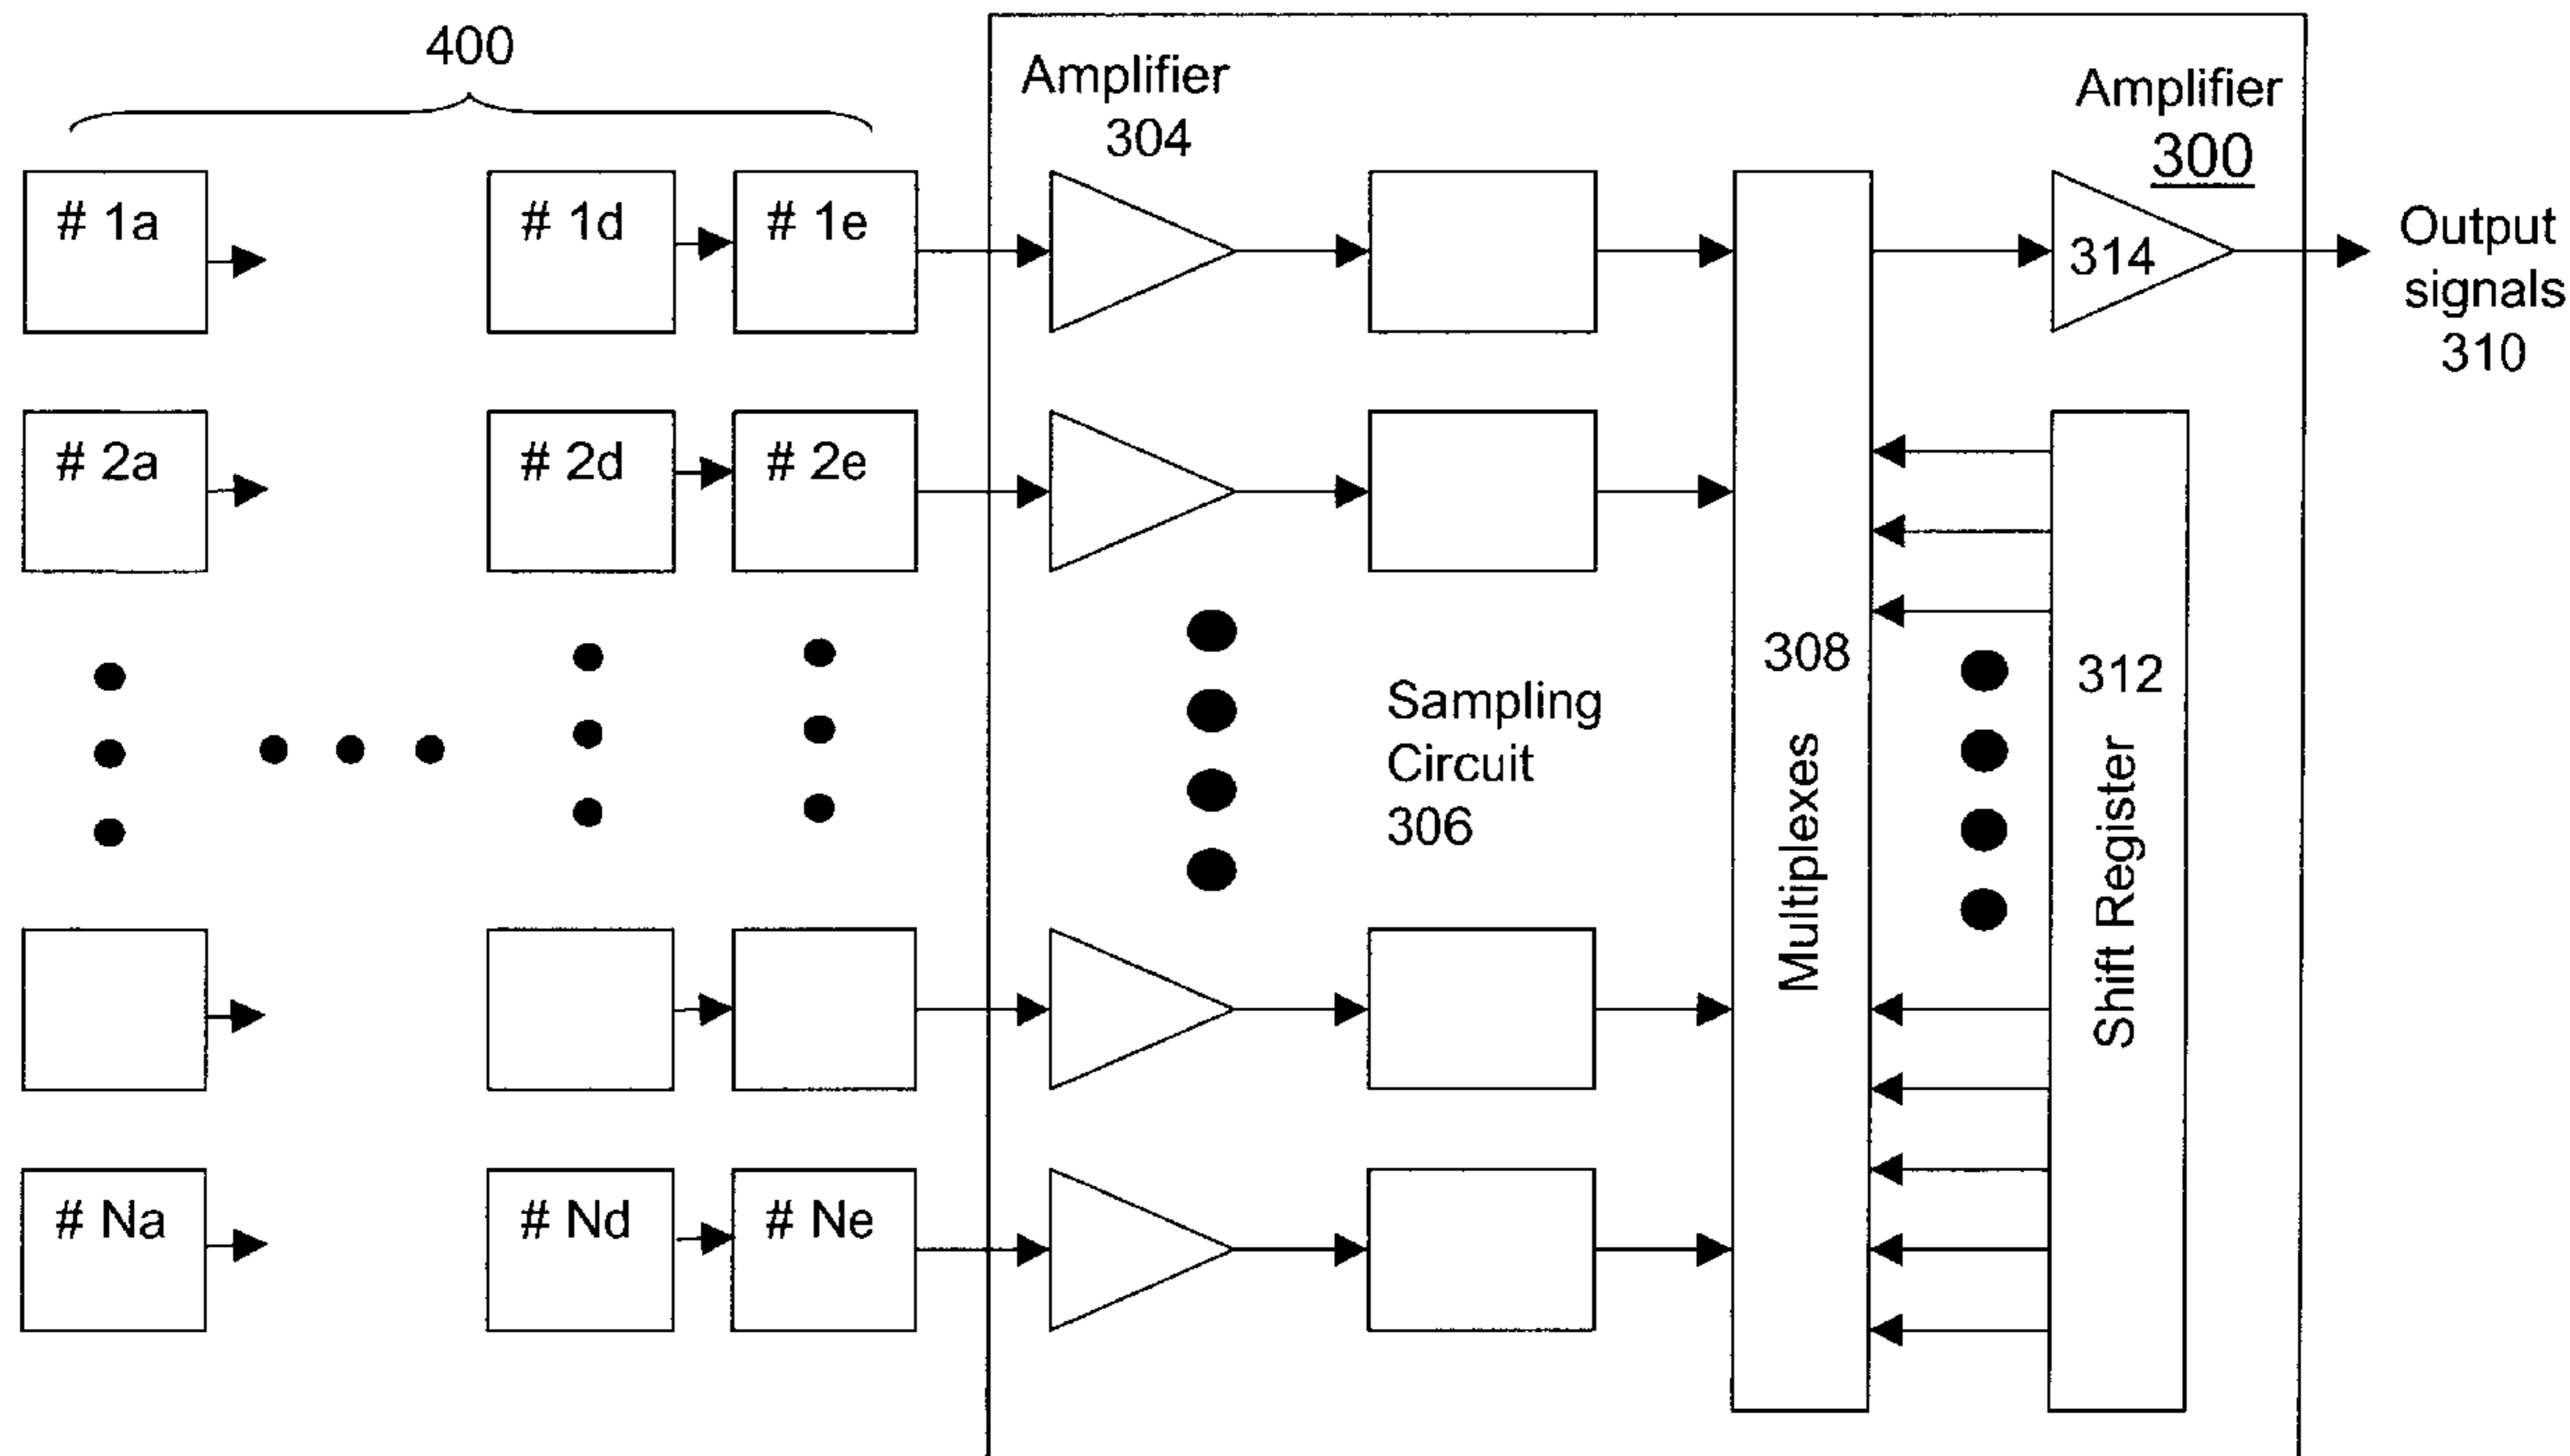 400
Amplifier
304
Amplifier
300
# 1a
# 1d
# 1e
314
Output
signals
310
# 2a
# 2d
# 2e
Sampling
Circuit
306
308
Multiplexes
312
Shift Register
# Na
# Nd
# Ne